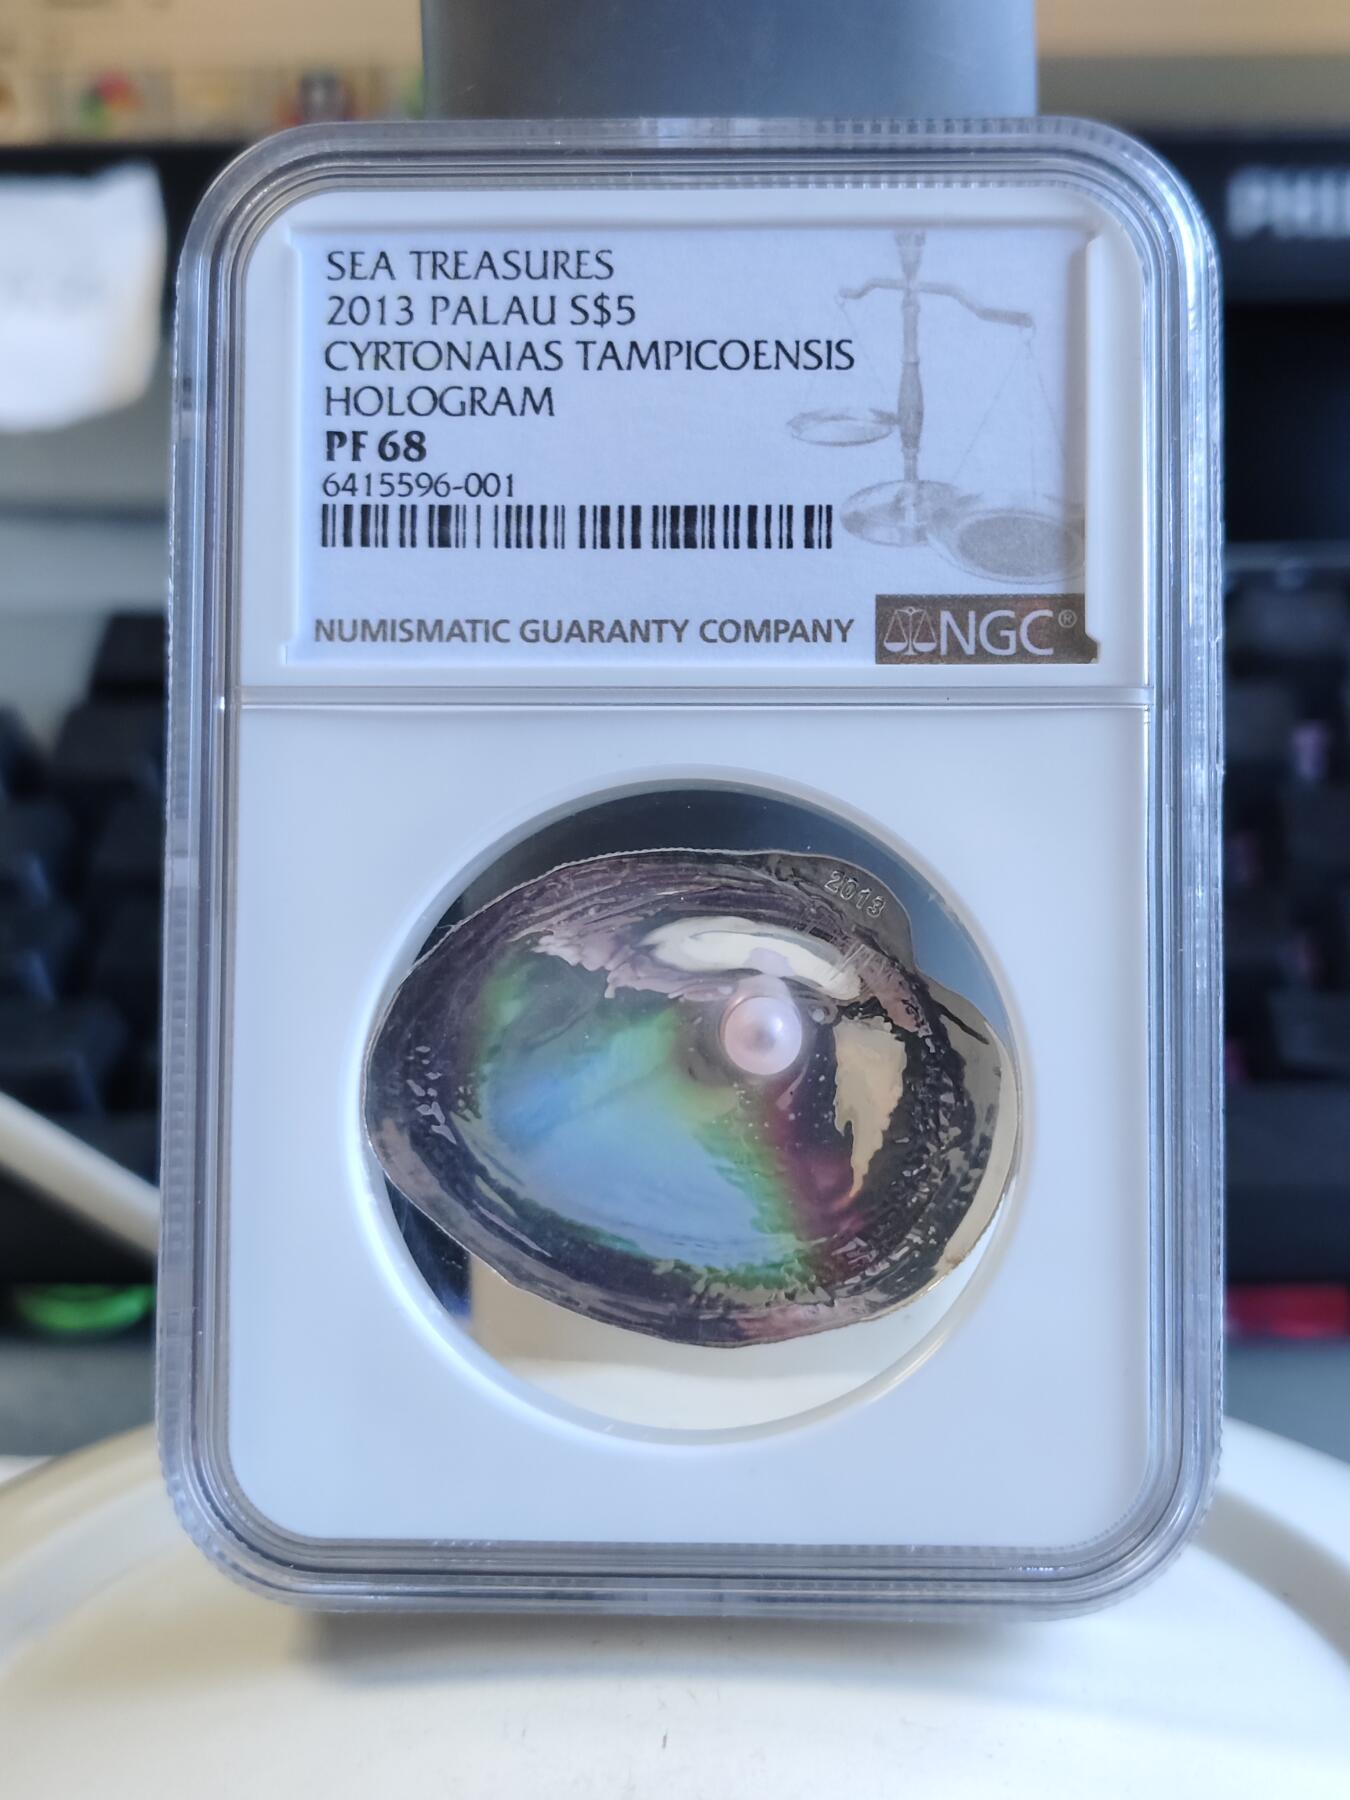 SEA TREASURES
2013 PALAU S$5
CYRTONAIAS TAMPICOENSIS
HOLOGRAM
PF 68
6415596-001
NUMISMATIC GUARANTY COMPANY NGC®
2013